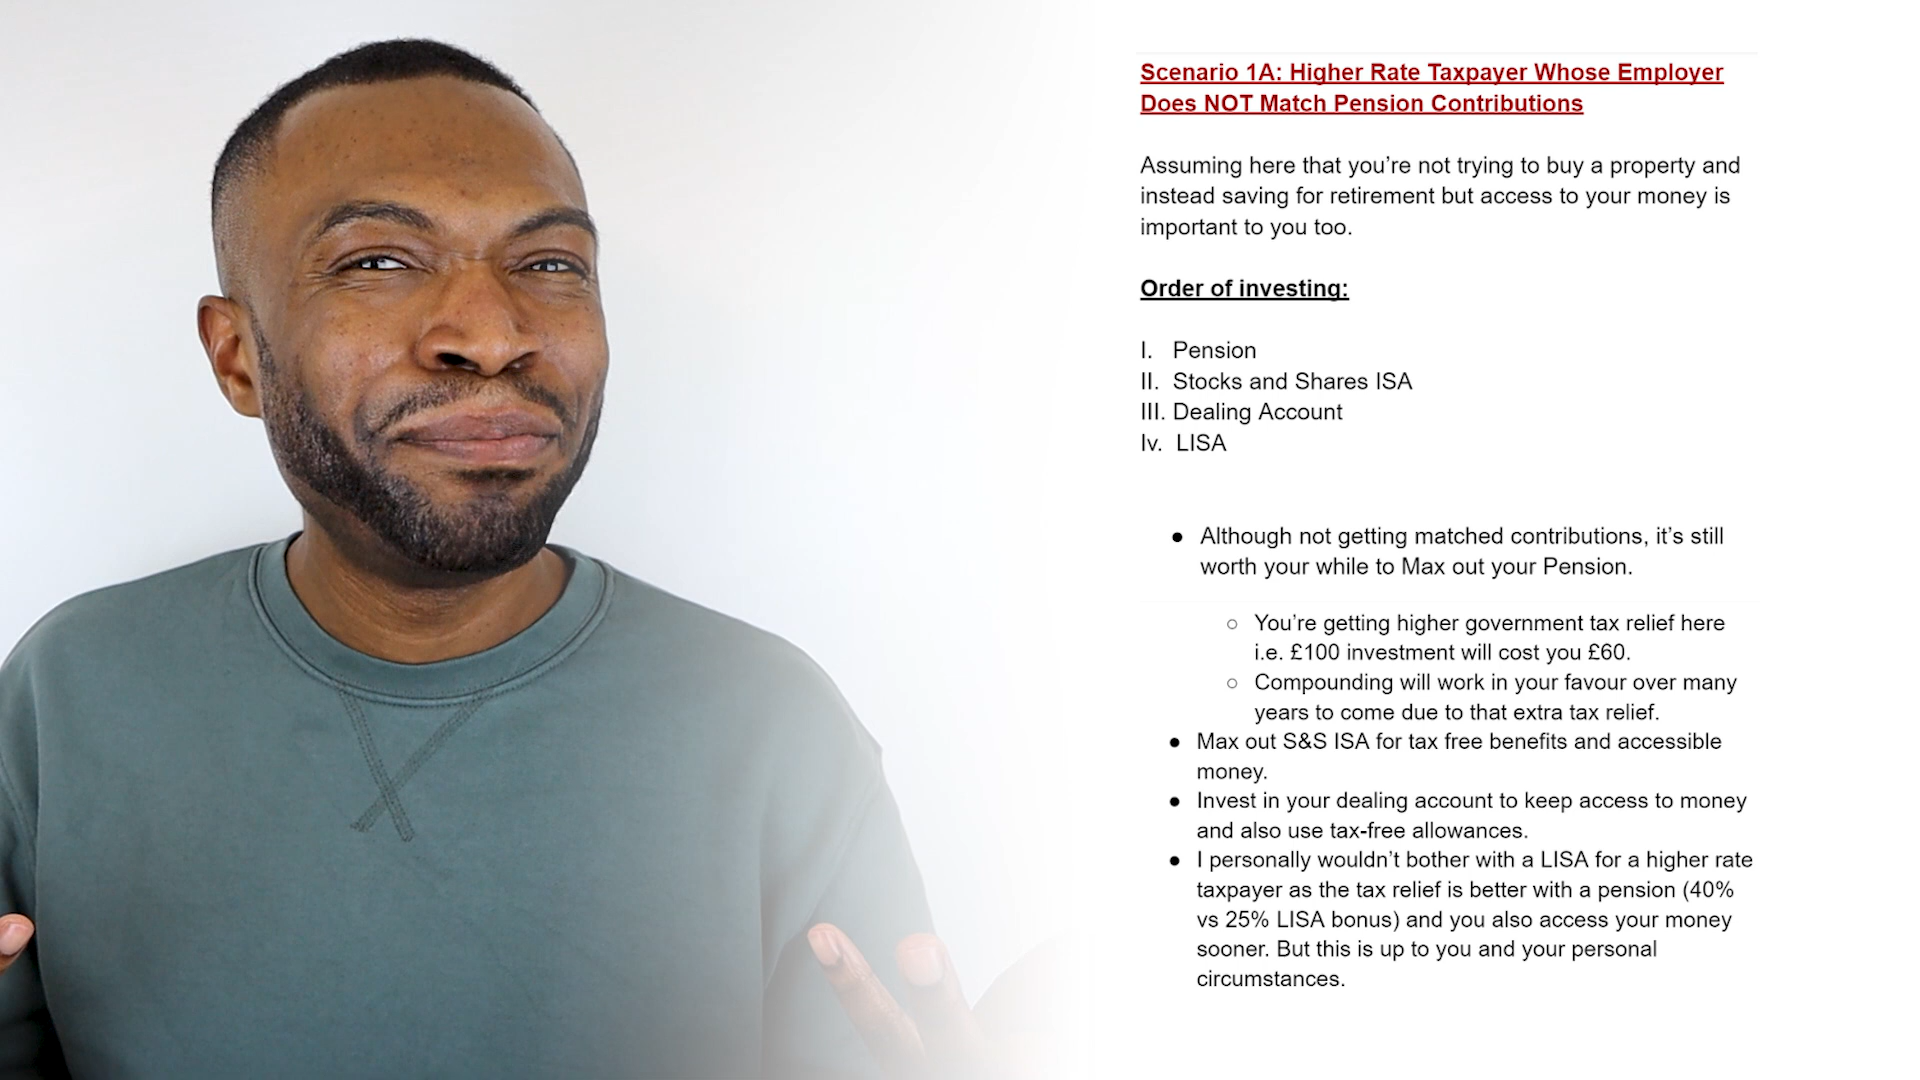 Scenario 1A: Higher Rate Taxpayer Whose Employer
Does NOT Match Pension Contributions
Assuming here that you’re not trying to buy a property and
instead saving for retirement but access to your money is
important to you too.
Order of investing:
I. Pension
II. Stocks and Shares ISA
III. Dealing Account
Iv. LISA
● Although not getting matched contributions, it’s still
worth your while to Max out your Pension.
○ You’re getting higher government tax relief here
i.e. £100 investment will cost you £60.
○ Compounding will work in your favour over many
years to come due to that extra tax relief.
● Max out S&S ISA for tax free benefits and accessible
money.
● Invest in your dealing account to keep access to money
and also use tax-free allowances.
● I personally wouldn’t bother with a LISA for a higher rate
taxpayer as the tax relief is better with a pension (40%
vs 25% LISA bonus) and you also access your money
sooner. But this is up to you and your personal
circumstances.